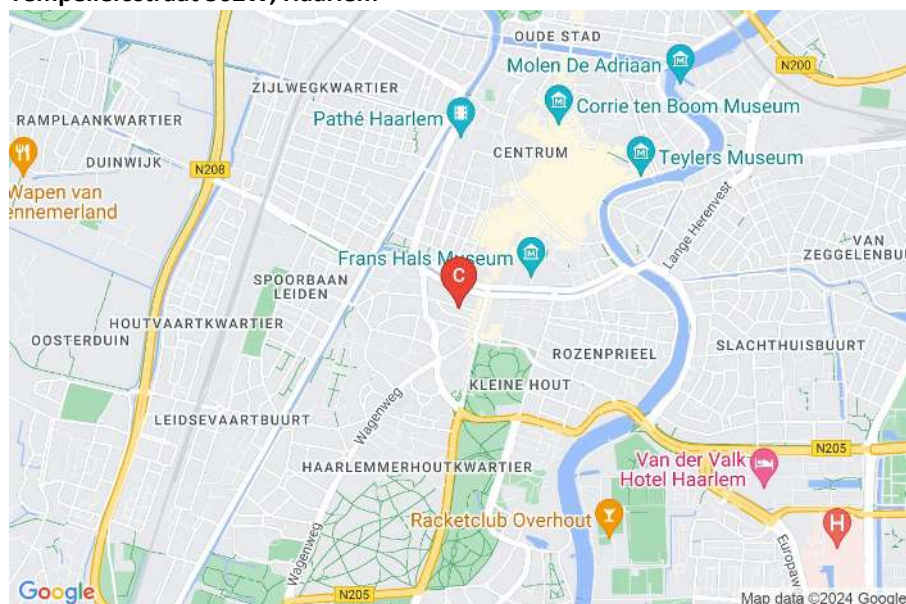 OUDE STAD
N200
Molen De Adriaan
ZIJLWEGKWARTIER
Corrie ten Boom Museum
RAMPLAANKWARTIER
Pathé Haarlem
CENTRUM
DUINWIJK
N208
Teylers Museum
Wapen van
ennemerland
Lange Herenvest
VAN
ZEGGELENBU
Frans Hals Museum
C
SPOORBAAN
LEIDEN
HOUTVAARTKWARTIER
OOSTERDUIN
ROZENPRIEEL
SLACHTHUISBUURT
KLEINE HOUT
Wagenweg
LEIDSEVAARTBUURT
N205
HAARLEMMERHOUTKWARTIER
Van der Valk
Hotel Haarlem
Racketclub Overhout
H
Wagenweg
Europaw
Google
N205
Map data ©2024 Google